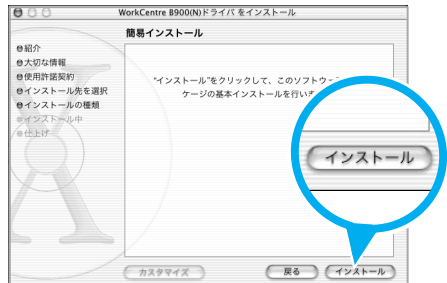 WorkCentre B900(N)ドライバ をインストール
簡易インストール
紹介
大切な情報
使用許諾契約
インストール先を選択
インストールの種類
インストール中
仕上げ
"インストール"をクリックして、このソフトウ
ケージの基本インストールを行いま
インストール
カスタマイズ
戻る
インストール